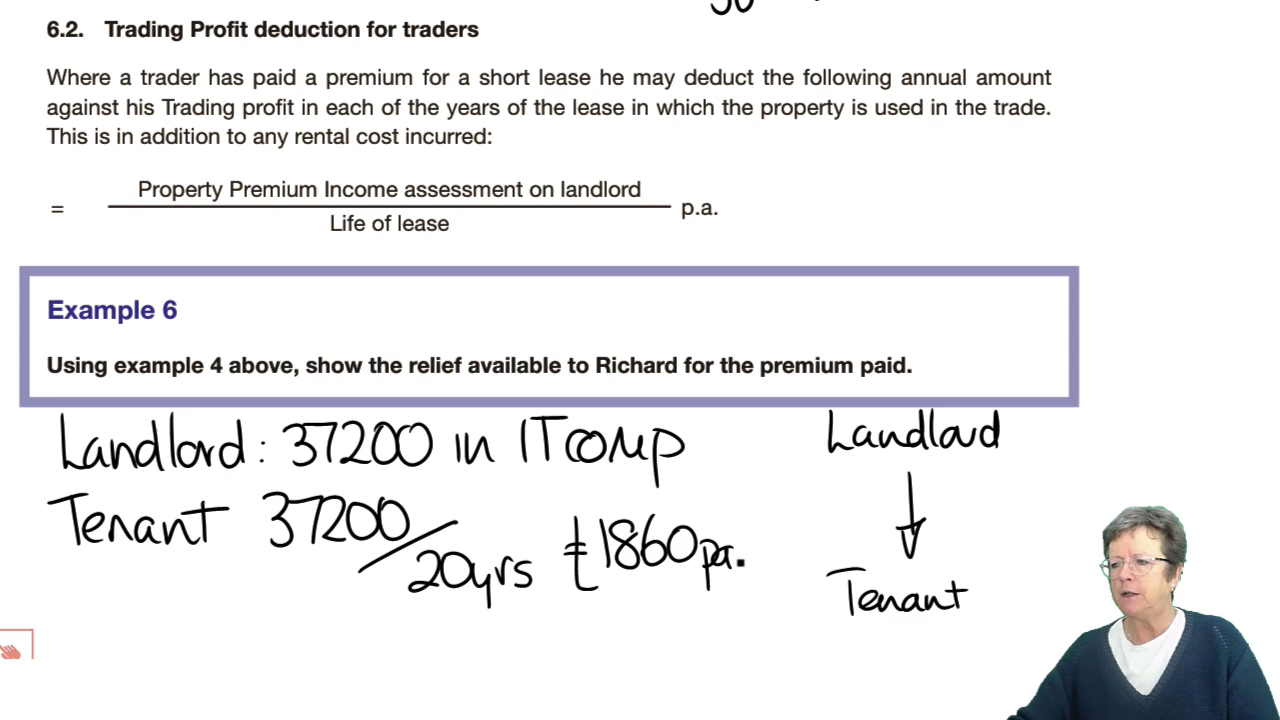 6.2. Trading Profit deduction for traders
Where a trader has paid a premium for a short lease he may deduct the following annual amount
against his Trading profit in each of the years of the lease in which the property is used in the trade.
This is in addition to any rental cost incurred:
Property Premium Income assessment on landlord
= p.a.
Life of lease
Example 6
Using example 4 above, show the relief available to Richard for the premium paid.
Landlord: 37200 in IT comp
Tenant 37200/20yrs £1860 pa.
Landlord
Tenant